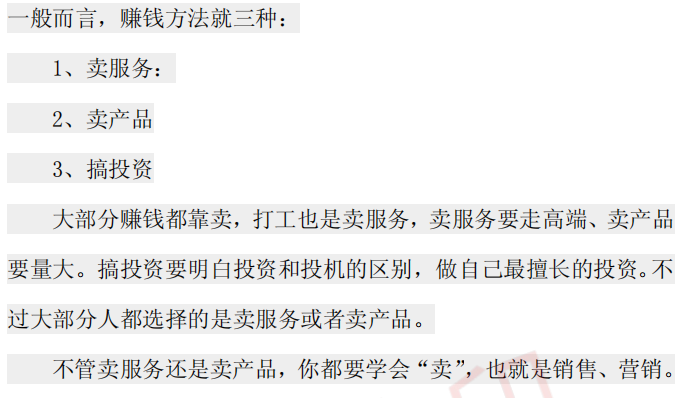 一般而言，赚钱方法就三种：
1、卖服务：
2、卖产品
3、搞投资
大部分赚钱都靠卖，打工也是卖服务，卖服务要走高端、卖产品
要量大。搞投资要明白投资和投机的区别，做自己最擅长的投资。不
过大部分人都选择的是卖服务或者卖产品。
不管卖服务还是卖产品，你都要学会“卖”，也就是销售、营销。